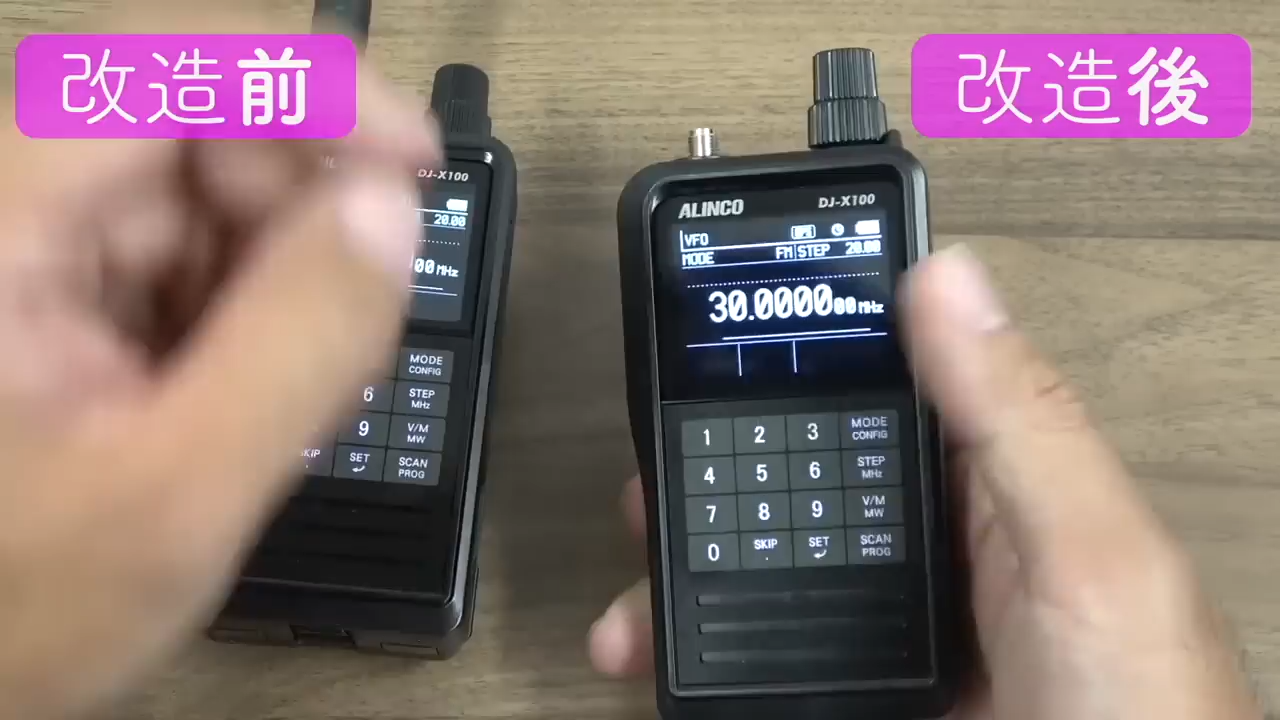 改造前
改造後
DJ-X100
20.00
00MHz
MODE
CONFIG
6
STEP
MHz
9
V/M
MW
SET
SCAN
PROG
ALINCO
DJ-X100
VFO
MODE FM STEP 20.00
30.000000MHz
1 2 3 MODE
CONFIG
4 5 6 STEP
MHz
7 8 9 V/M
MW
0 SKIP SET SCAN
PROG